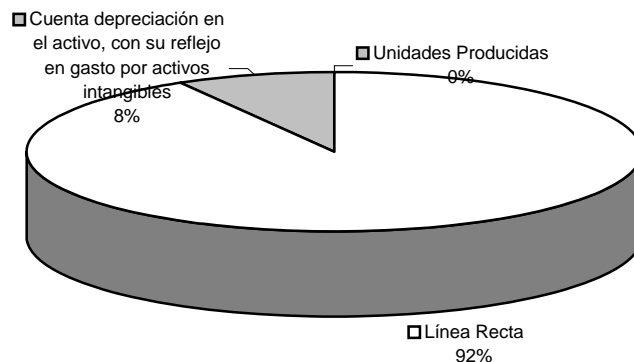 Cuenta depreciación en
el activo, con su reflejo
en gasto por activos
intangibles
8%
Unidades Producidas
0%
Línea Recta
92%